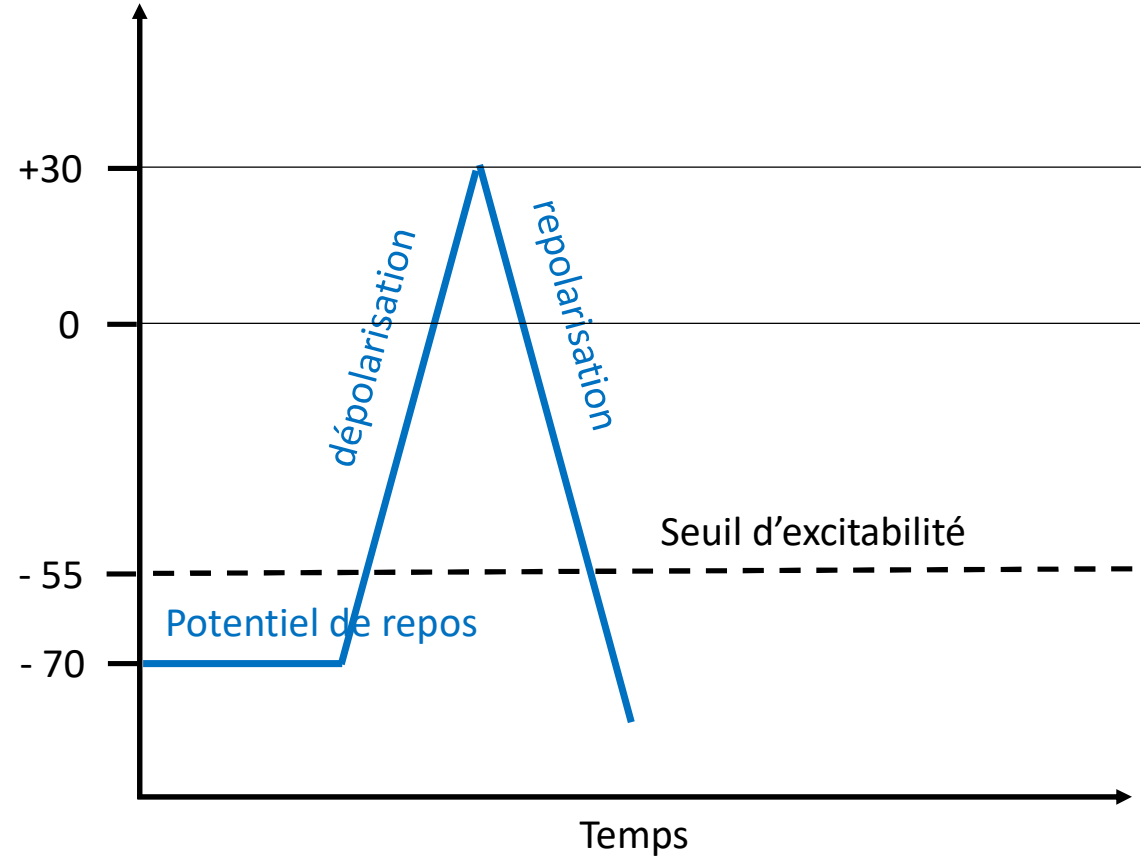 +30
repolarisation
dépolarisation
0
Seuil d’excitabilité
- 55
Potentiel de repos
- 70
Temps